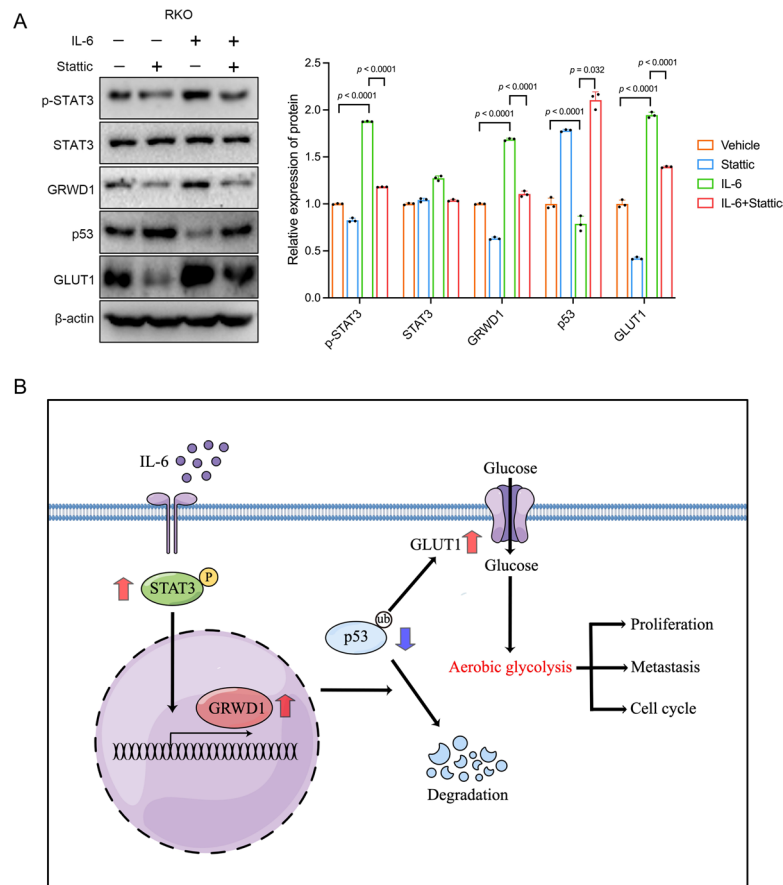 A
RKO
IL-6 − − + +
Stattic − + − +
p-STAT3
STAT3
GRWD1
p53
GLUT1
β-actin
Relative expression of protein
2.5
2.0
1.5
1.0
0.5
0.0
p < 0.0001
p < 0.0001
p < 0.0001
p < 0.0001
p = 0.032
p < 0.0001
p < 0.0001
p < 0.0001
p-STAT3
STAT3
GRWD1
p53
GLUT1
Vehicle
Stattic
IL-6
IL-6+Stattic
B
IL-6
Glucose
GLUT1
Glucose
STAT3
P
ub
p53
Proliferation
Aerobic glycolysis
Metastasis
Cell cycle
GRWD1
Degradation